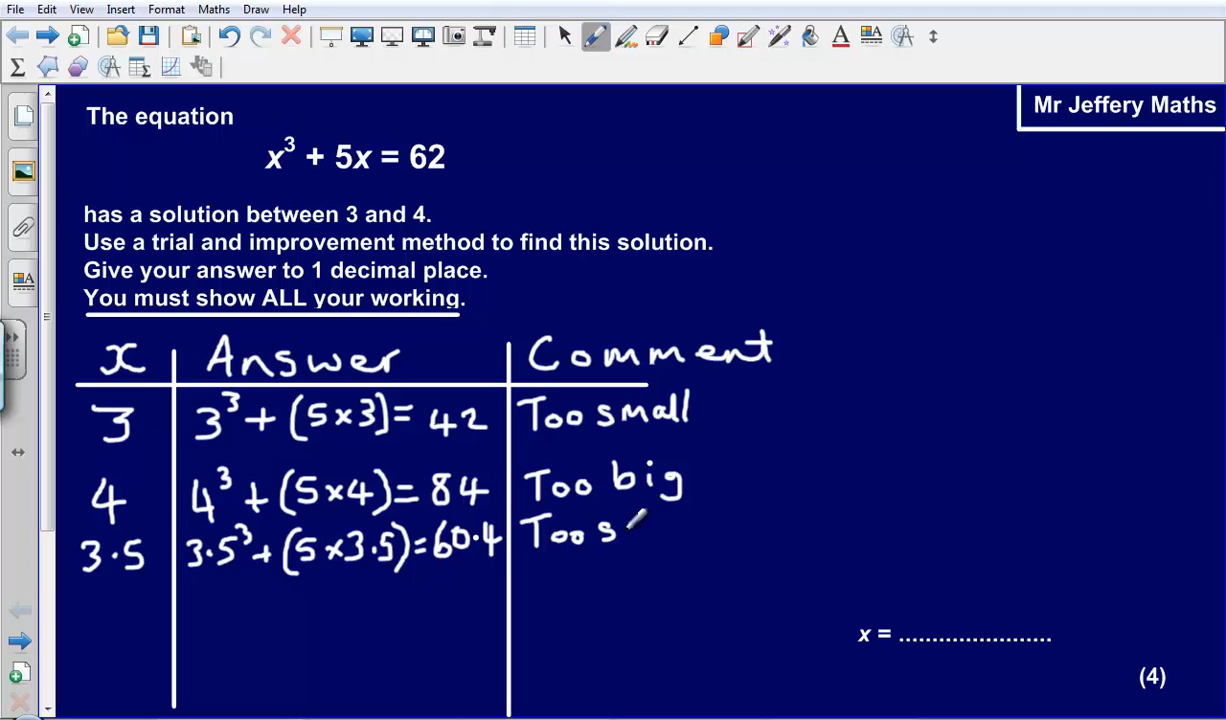 File Edit View Insert Format Maths Draw Help
Mr Jeffery Maths
The equation
x³ + 5x = 62
has a solution between 3 and 4.
Use a trial and improvement method to find this solution.
Give your answer to 1 decimal place.
You must show ALL your working.
x Answer Comment
3 3³ + (5×3) = 42 Too small
4 4³ + (5×4) = 84 Too big
3·5 3·5³ + (5×3·5) = 60·4 Too s
x = .......................
(4)